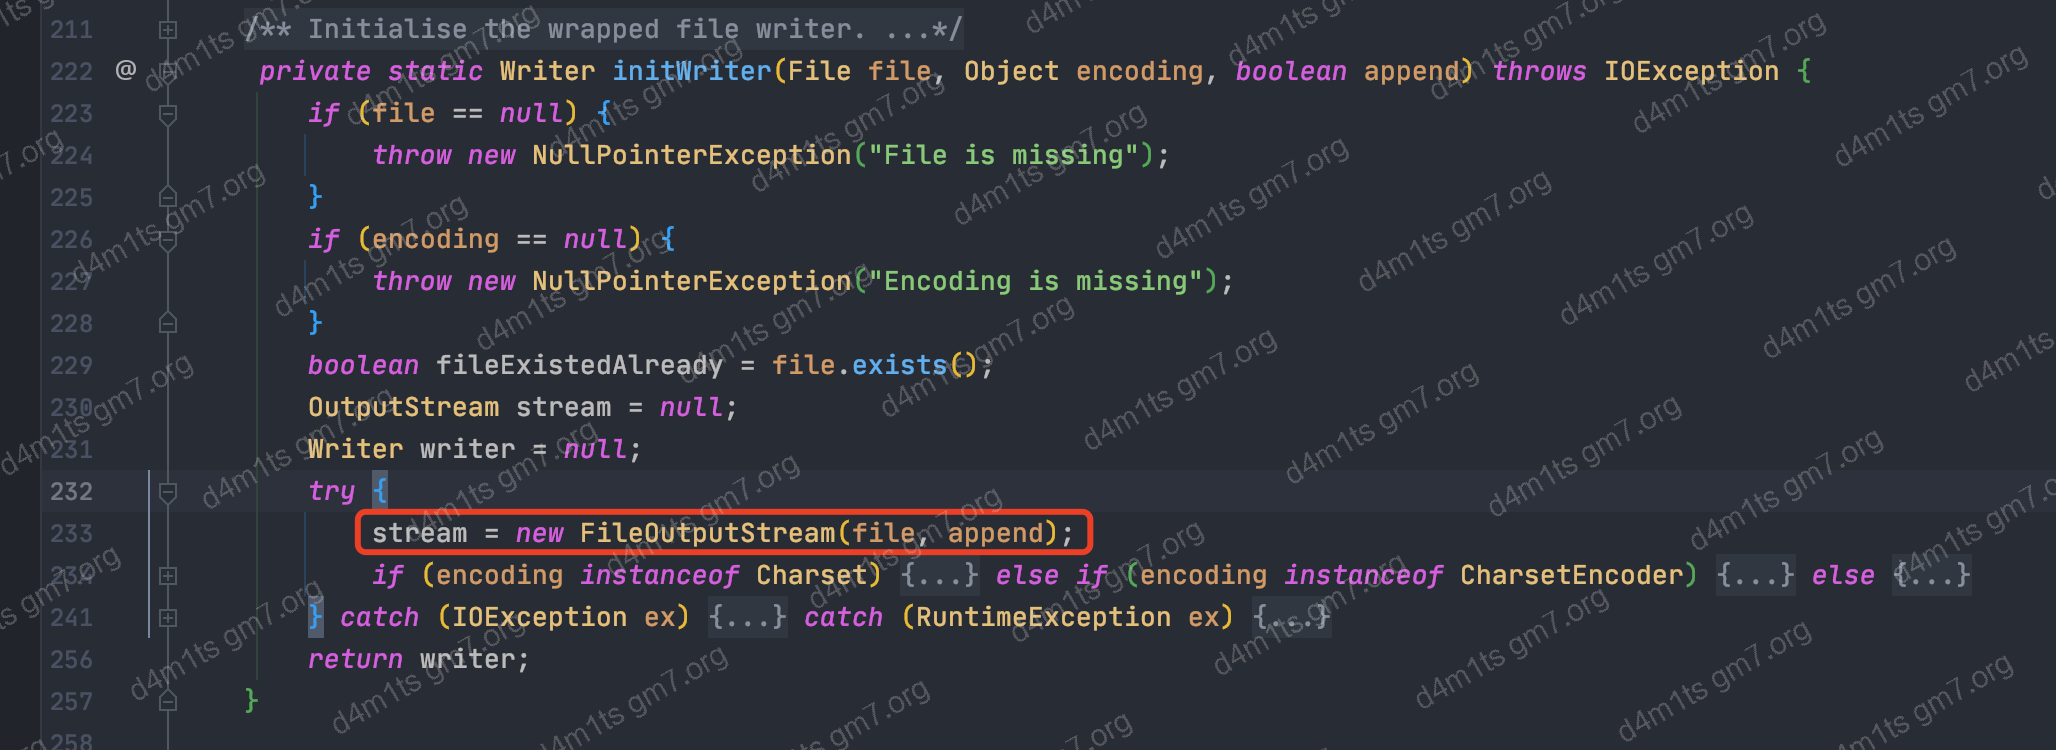 211 /** Initialise the wrapped file writer. ...*/
222 @ private static Writer initWriter(File file, Object encoding, boolean append) throws IOException {
223 if (file == null) {
224 throw new NullPointerException("File is missing");
225 }
226 if (encoding == null) {
227 throw new NullPointerException("Encoding is missing");
228 }
229 boolean fileExistedAlready = file.exists();
230 OutputStream stream = null;
231 Writer writer = null;
232 try {
233 stream = new FileOutputStream(file, append);
234 if (encoding instanceof Charset) {...} else if (encoding instanceof CharsetEncoder) {...} else {...}
241 } catch (IOException ex) {...} catch (RuntimeException ex) {...}
256 return writer;
257 }
258
d4m1ts gm7.org